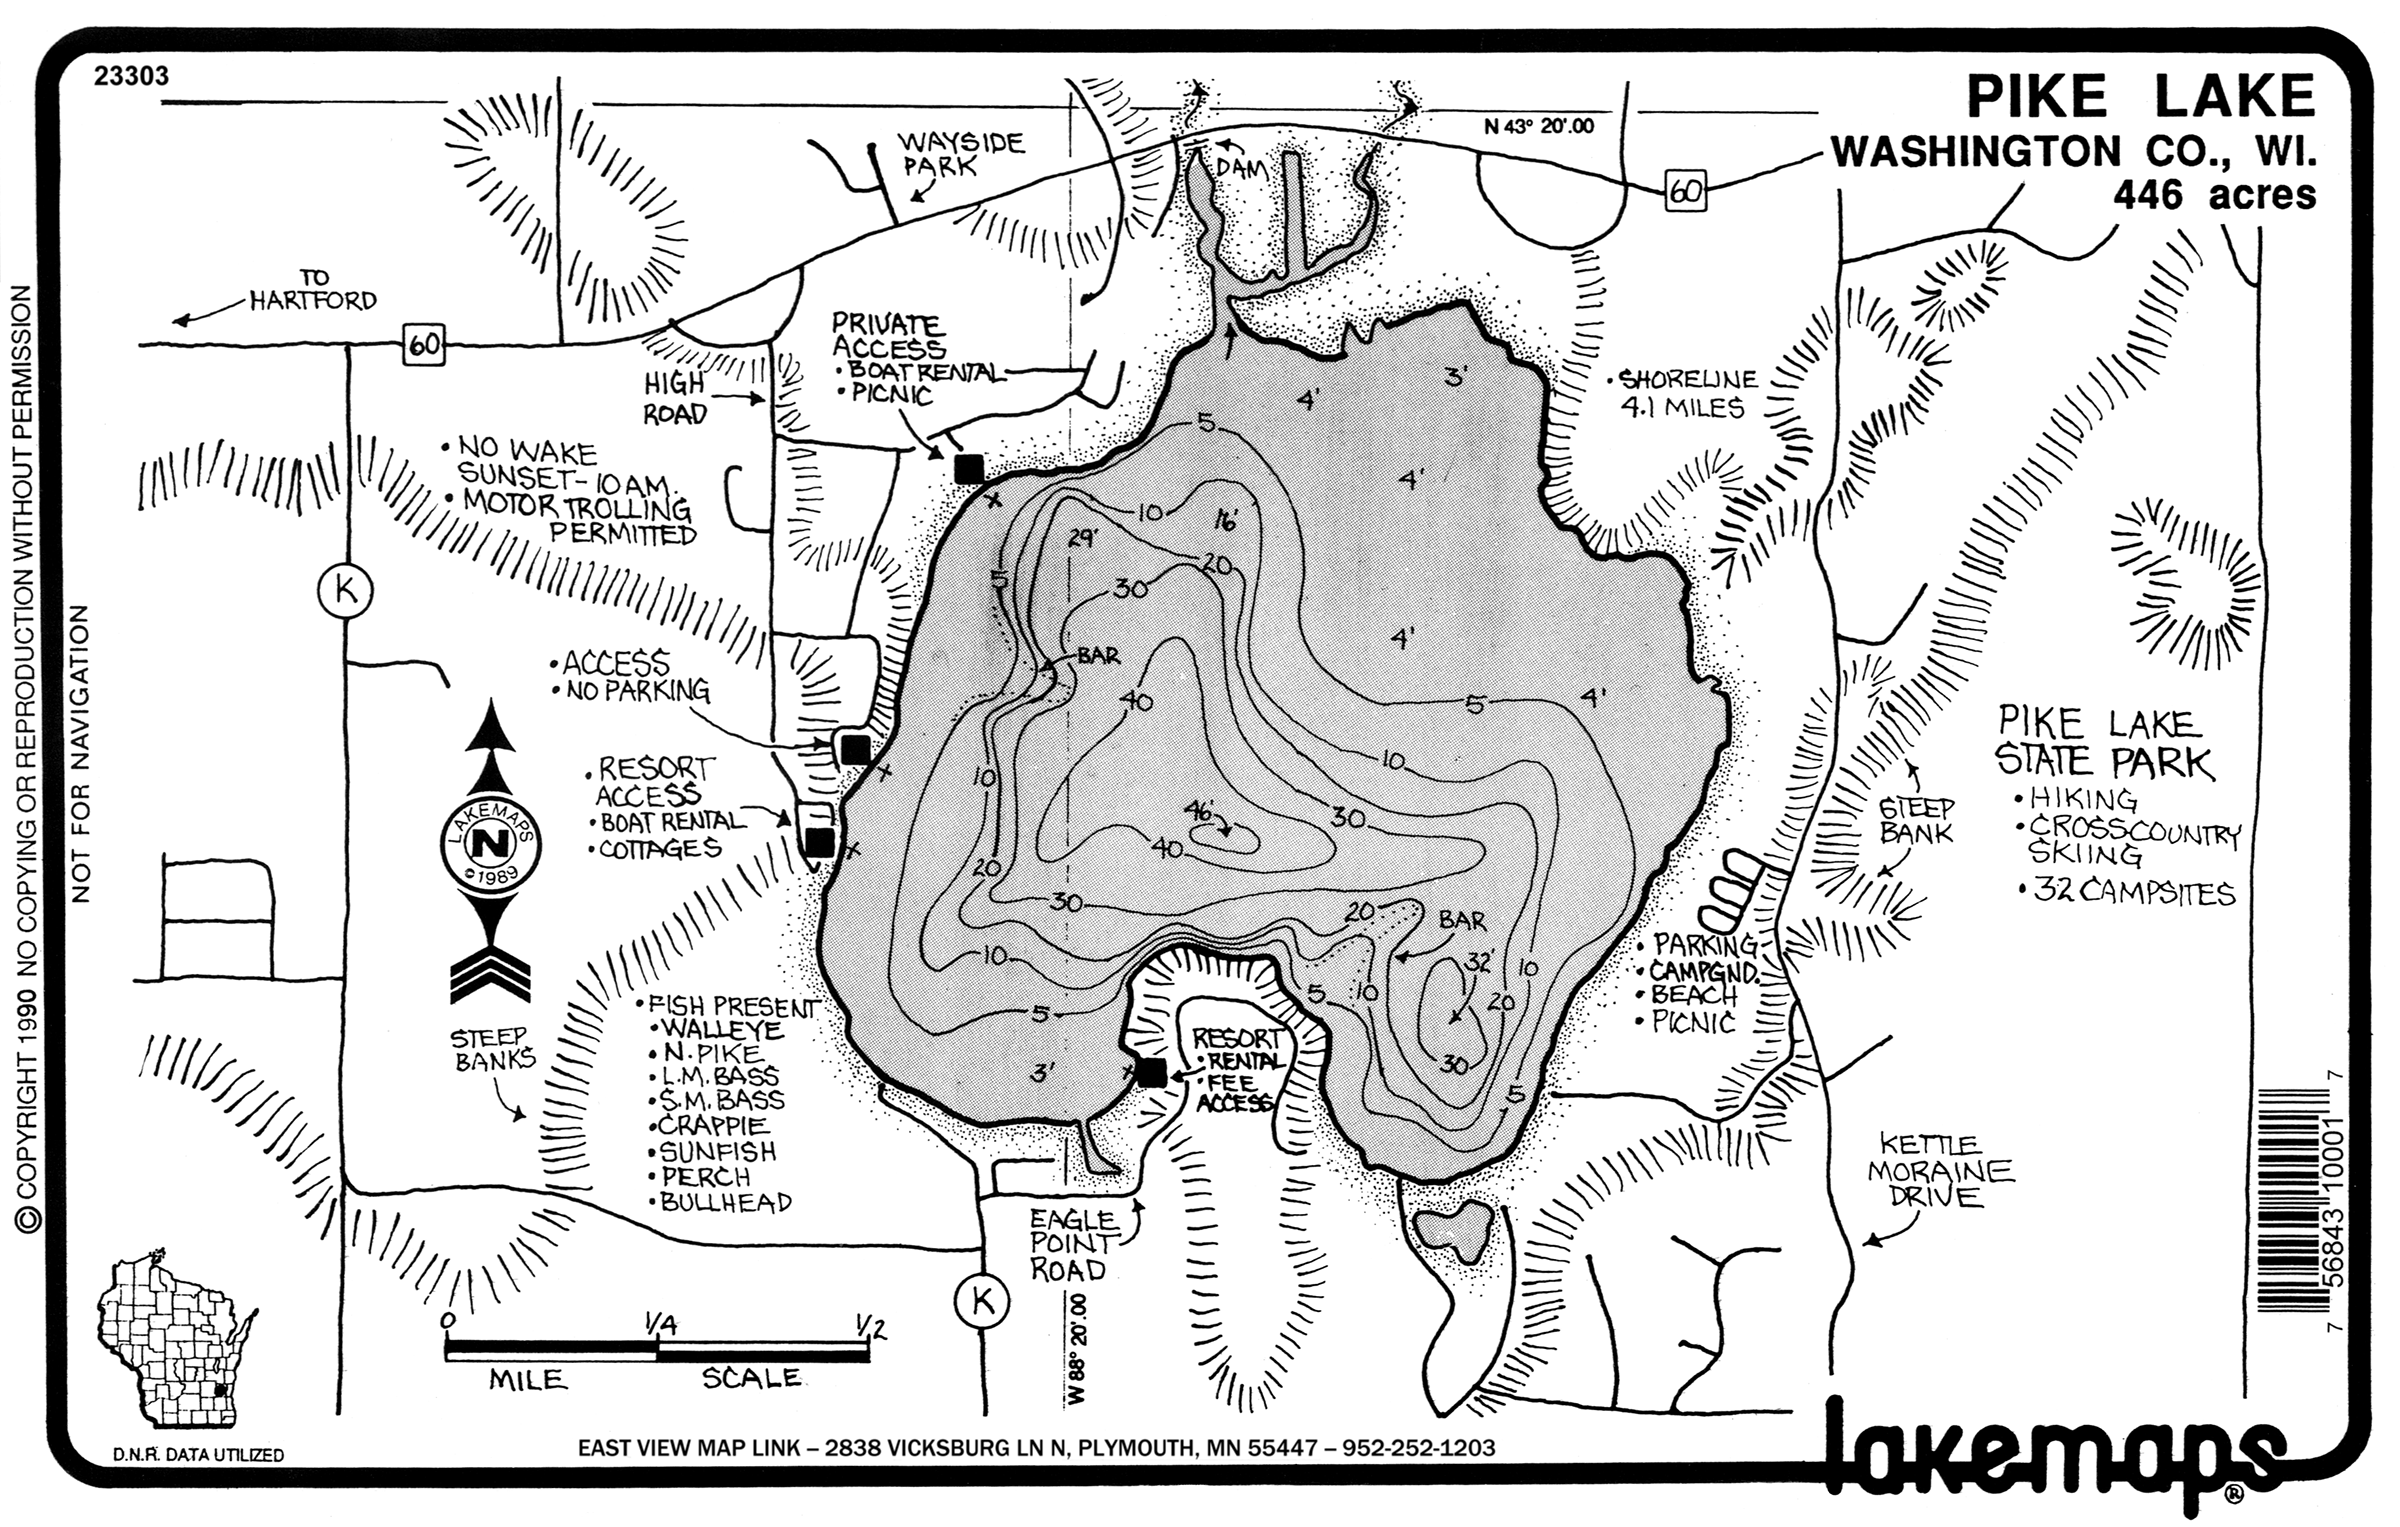 23303
PIKE LAKE
WASHINGTON CO., WI.
446 acres
N 43° 20'.00
WAYSIDE
PARK
DAM
60
TO
HARTFORD
60
HIGH
ROAD
PRIVATE
ACCESS
• BOAT RENTAL
• PICNIC
• SHORELINE
4.1 MILES
• NO WAKE
SUNSET-10AM.
• MOTOR TROLLING
PERMITTED
K
3'
4'
5
4'
10
16'
29'
20
5
30
4'
BAR
4'
40
5
10
10
46'
30
40
20
30
20
BAR
10
32'
10
5
10
20
5
30
3'
5
• ACCESS
• NO PARKING
• RESORT
ACCESS
• BOAT RENTAL
• COTTAGES
LAKEMAPS
N
©1989
PIKE LAKE
STATE PARK
• HIKING
• CROSSCOUNTRY
SKIING
• 32 CAMPSITES
STEEP
BANK
• PARKING
• CAMPGND.
• BEACH
• PICNIC
• FISH PRESENT
• WALLEYE
• N. PIKE
• L.M. BASS
• S.M. BASS
• CRAPPIE
• SUNFISH
• PERCH
• BULLHEAD
STEEP
BANKS
RESORT
• RENTAL
• FEE
ACCESS
EAGLE
POINT
ROAD
K
W 88° 20'.00
KETTLE
MORAINE
DRIVE
0 1/4 1/2
MILE SCALE
D.N.R. DATA UTILIZED
EAST VIEW MAP LINK – 2838 VICKSBURG LN N, PLYMOUTH, MN 55447 – 952-252-1203
lakemaps®
© COPYRIGHT 1990 NO COPYING OR REPRODUCTION WITHOUT PERMISSION
NOT FOR NAVIGATION
7 56843 10001 7